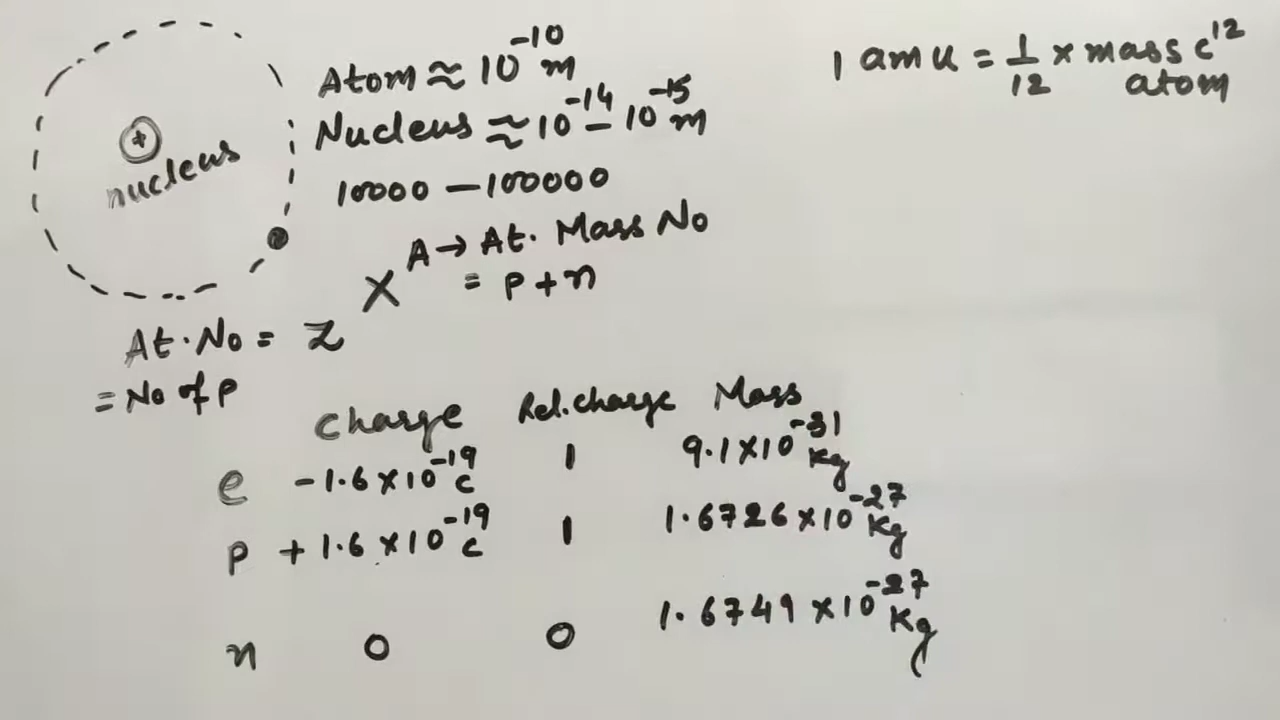 Atom ≈ 10⁻¹⁰ m
1 amu = 1/12 × mass c¹² atom
Nucleus ≈ 10⁻¹⁴ – 10⁻¹⁵ m
+
nucleus
10000 – 100000
X A → At. Mass No
= p + n
At. No = Z
= No of p
Charge Rel. charge Mass
e -1.6 × 10⁻¹⁹ c 1 9.1 × 10⁻³¹ Kg
p + 1.6 × 10⁻¹⁹ c 1 1.6726 × 10⁻²⁷ Kg
n 0 0 1.6749 × 10⁻²⁷ Kg